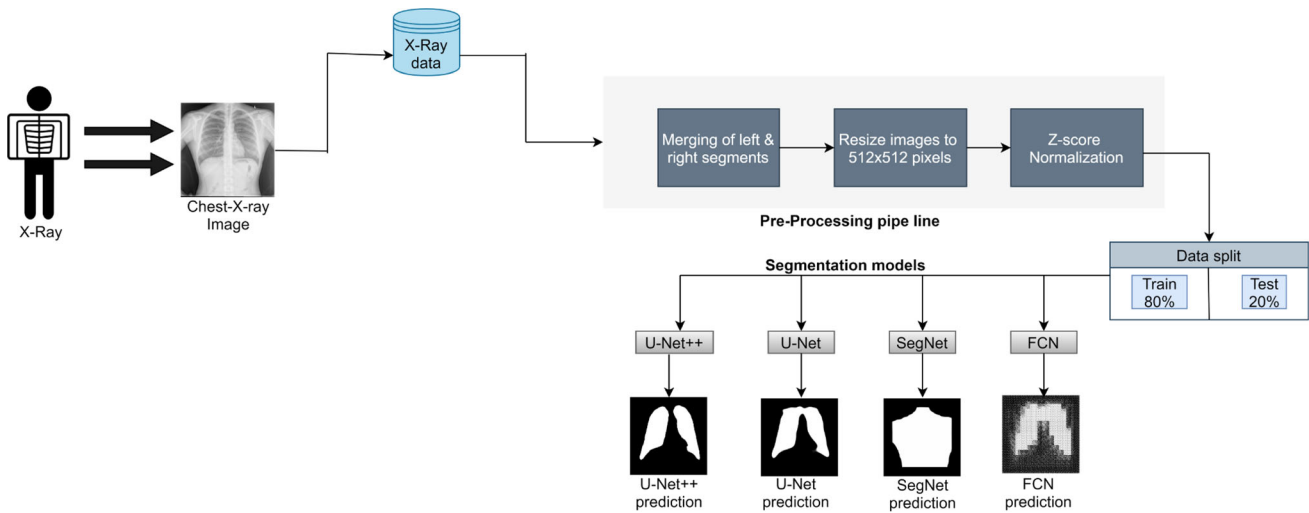 X-Ray
Chest-X-ray
Image
X-Ray
data
Merging of left &
right segments
Resize images to
512x512 pixels
Z-score
Normalization
Pre-Processing pipe line
Data split
Train
80%
Test
20%
Segmentation models
U-Net++
U-Net
SegNet
FCN
U-Net++
prediction
U-Net
prediction
SegNet
prediction
FCN
prediction